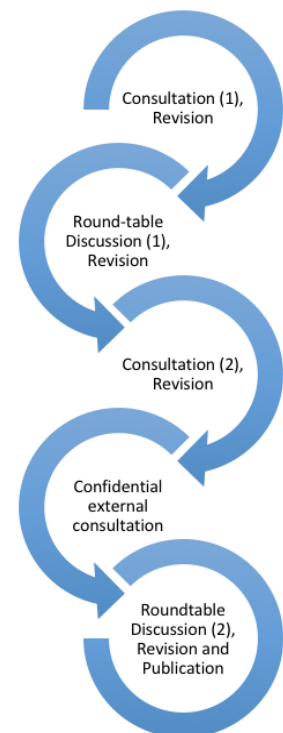 Consultation (1),
Revision
Round-table
Discussion (1),
Revision
Consultation (2),
Revision
Confidential
external
consultation
Roundtable
Discussion (2),
Revision and
Publication